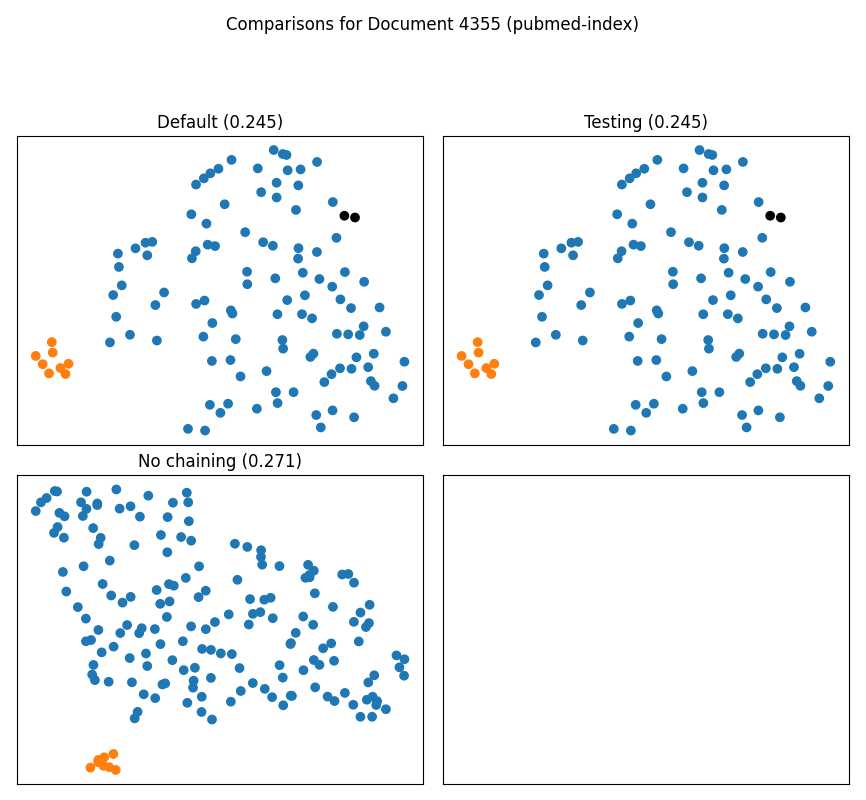 Comparisons for Document 4355 (pubmed-index)
Default (0.245)
Testing (0.245)
No chaining (0.271)